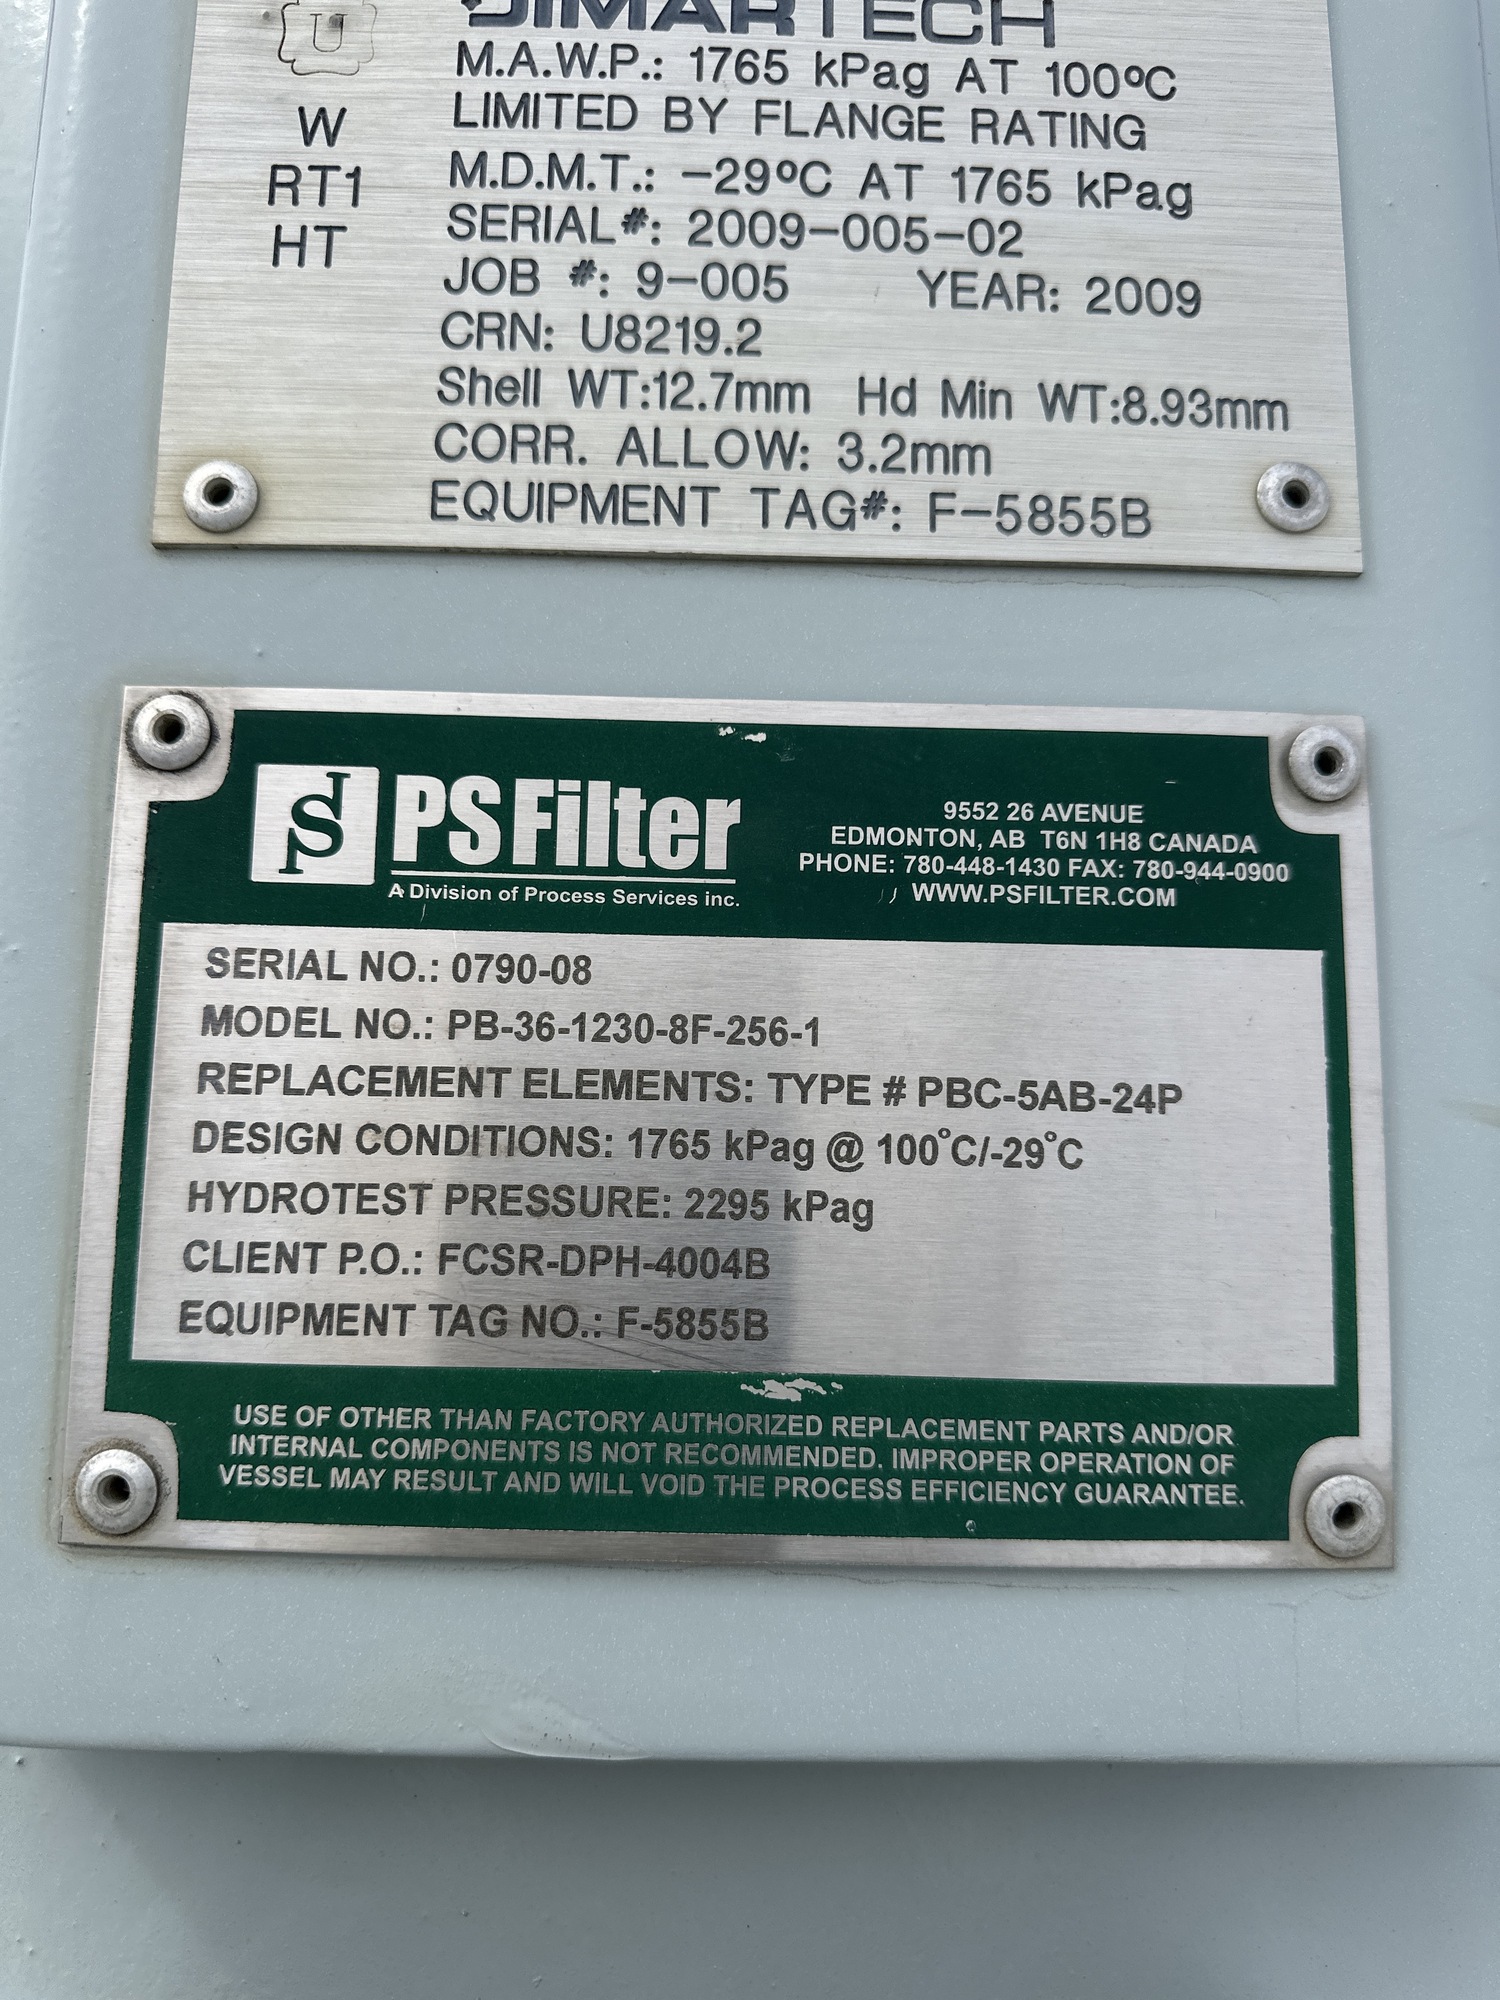 U
DIMARTECH
M.A.W.P.: 1765 kPag AT 100ºC
LIMITED BY FLANGE RATING
W
RT1
HT
M.D.M.T.: -29ºC AT 1765 kPag
SERIAL#: 2009-005-02
JOB #: 9-005 YEAR: 2009
CRN: U8219.2
Shell WT:12.7mm Hd Min WT:8.93mm
CORR. ALLOW: 3.2mm
EQUIPMENT TAG#: F-5855B
PS
PSFilter
A Division of Process Services inc.
9552 26 AVENUE
EDMONTON, AB T6N 1H8 CANADA
PHONE: 780-448-1430 FAX: 780-944-0900
WWW.PSFILTER.COM
SERIAL NO.: 0790-08
MODEL NO.: PB-36-1230-8F-256-1
REPLACEMENT ELEMENTS: TYPE # PBC-5AB-24P
DESIGN CONDITIONS: 1765 kPag @ 100°C/-29°C
HYDROTEST PRESSURE: 2295 kPag
CLIENT P.O.: FCSR-DPH-4004B
EQUIPMENT TAG NO.: F-5855B
USE OF OTHER THAN FACTORY AUTHORIZED REPLACEMENT PARTS AND/OR
INTERNAL COMPONENTS IS NOT RECOMMENDED. IMPROPER OPERATION OF
VESSEL MAY RESULT AND WILL VOID THE PROCESS EFFICIENCY GUARANTEE.